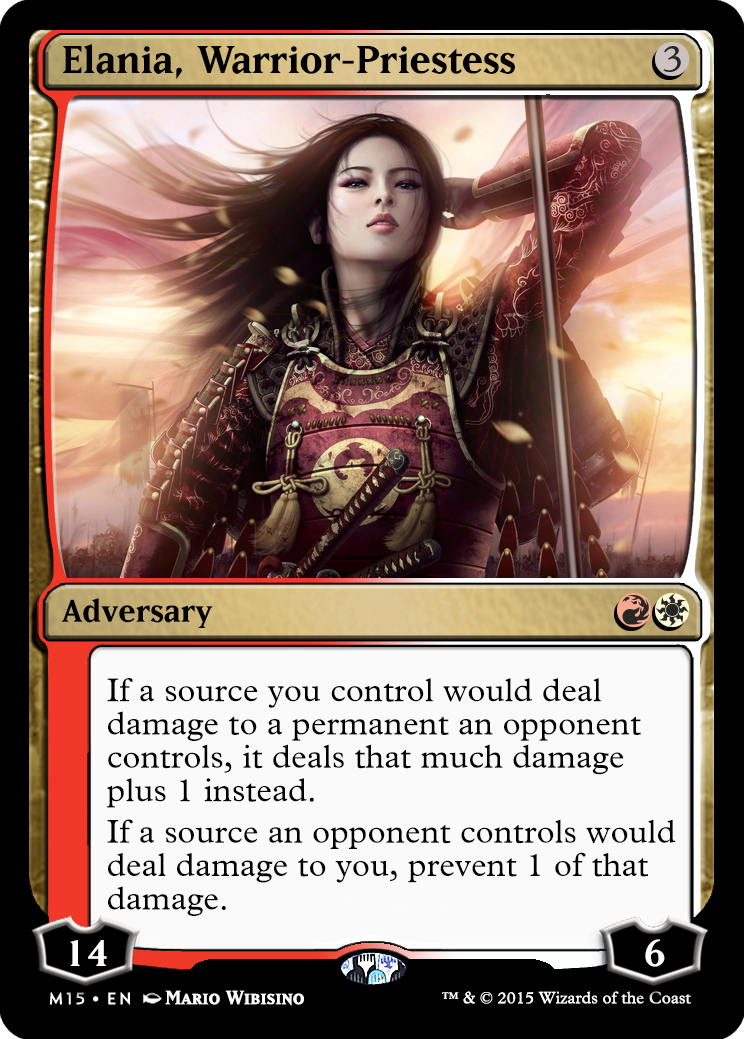 Elania, Warrior-Priestess
3
Adversary
If a source you control would deal
damage to a permanent an opponent
controls, it deals that much damage
plus 1 instead.
If a source an opponent controls would
deal damage to you, prevent 1 of that
damage.
14
6
M15 • EN Mario Wibisino
™ & © 2015 Wizards of the Coast